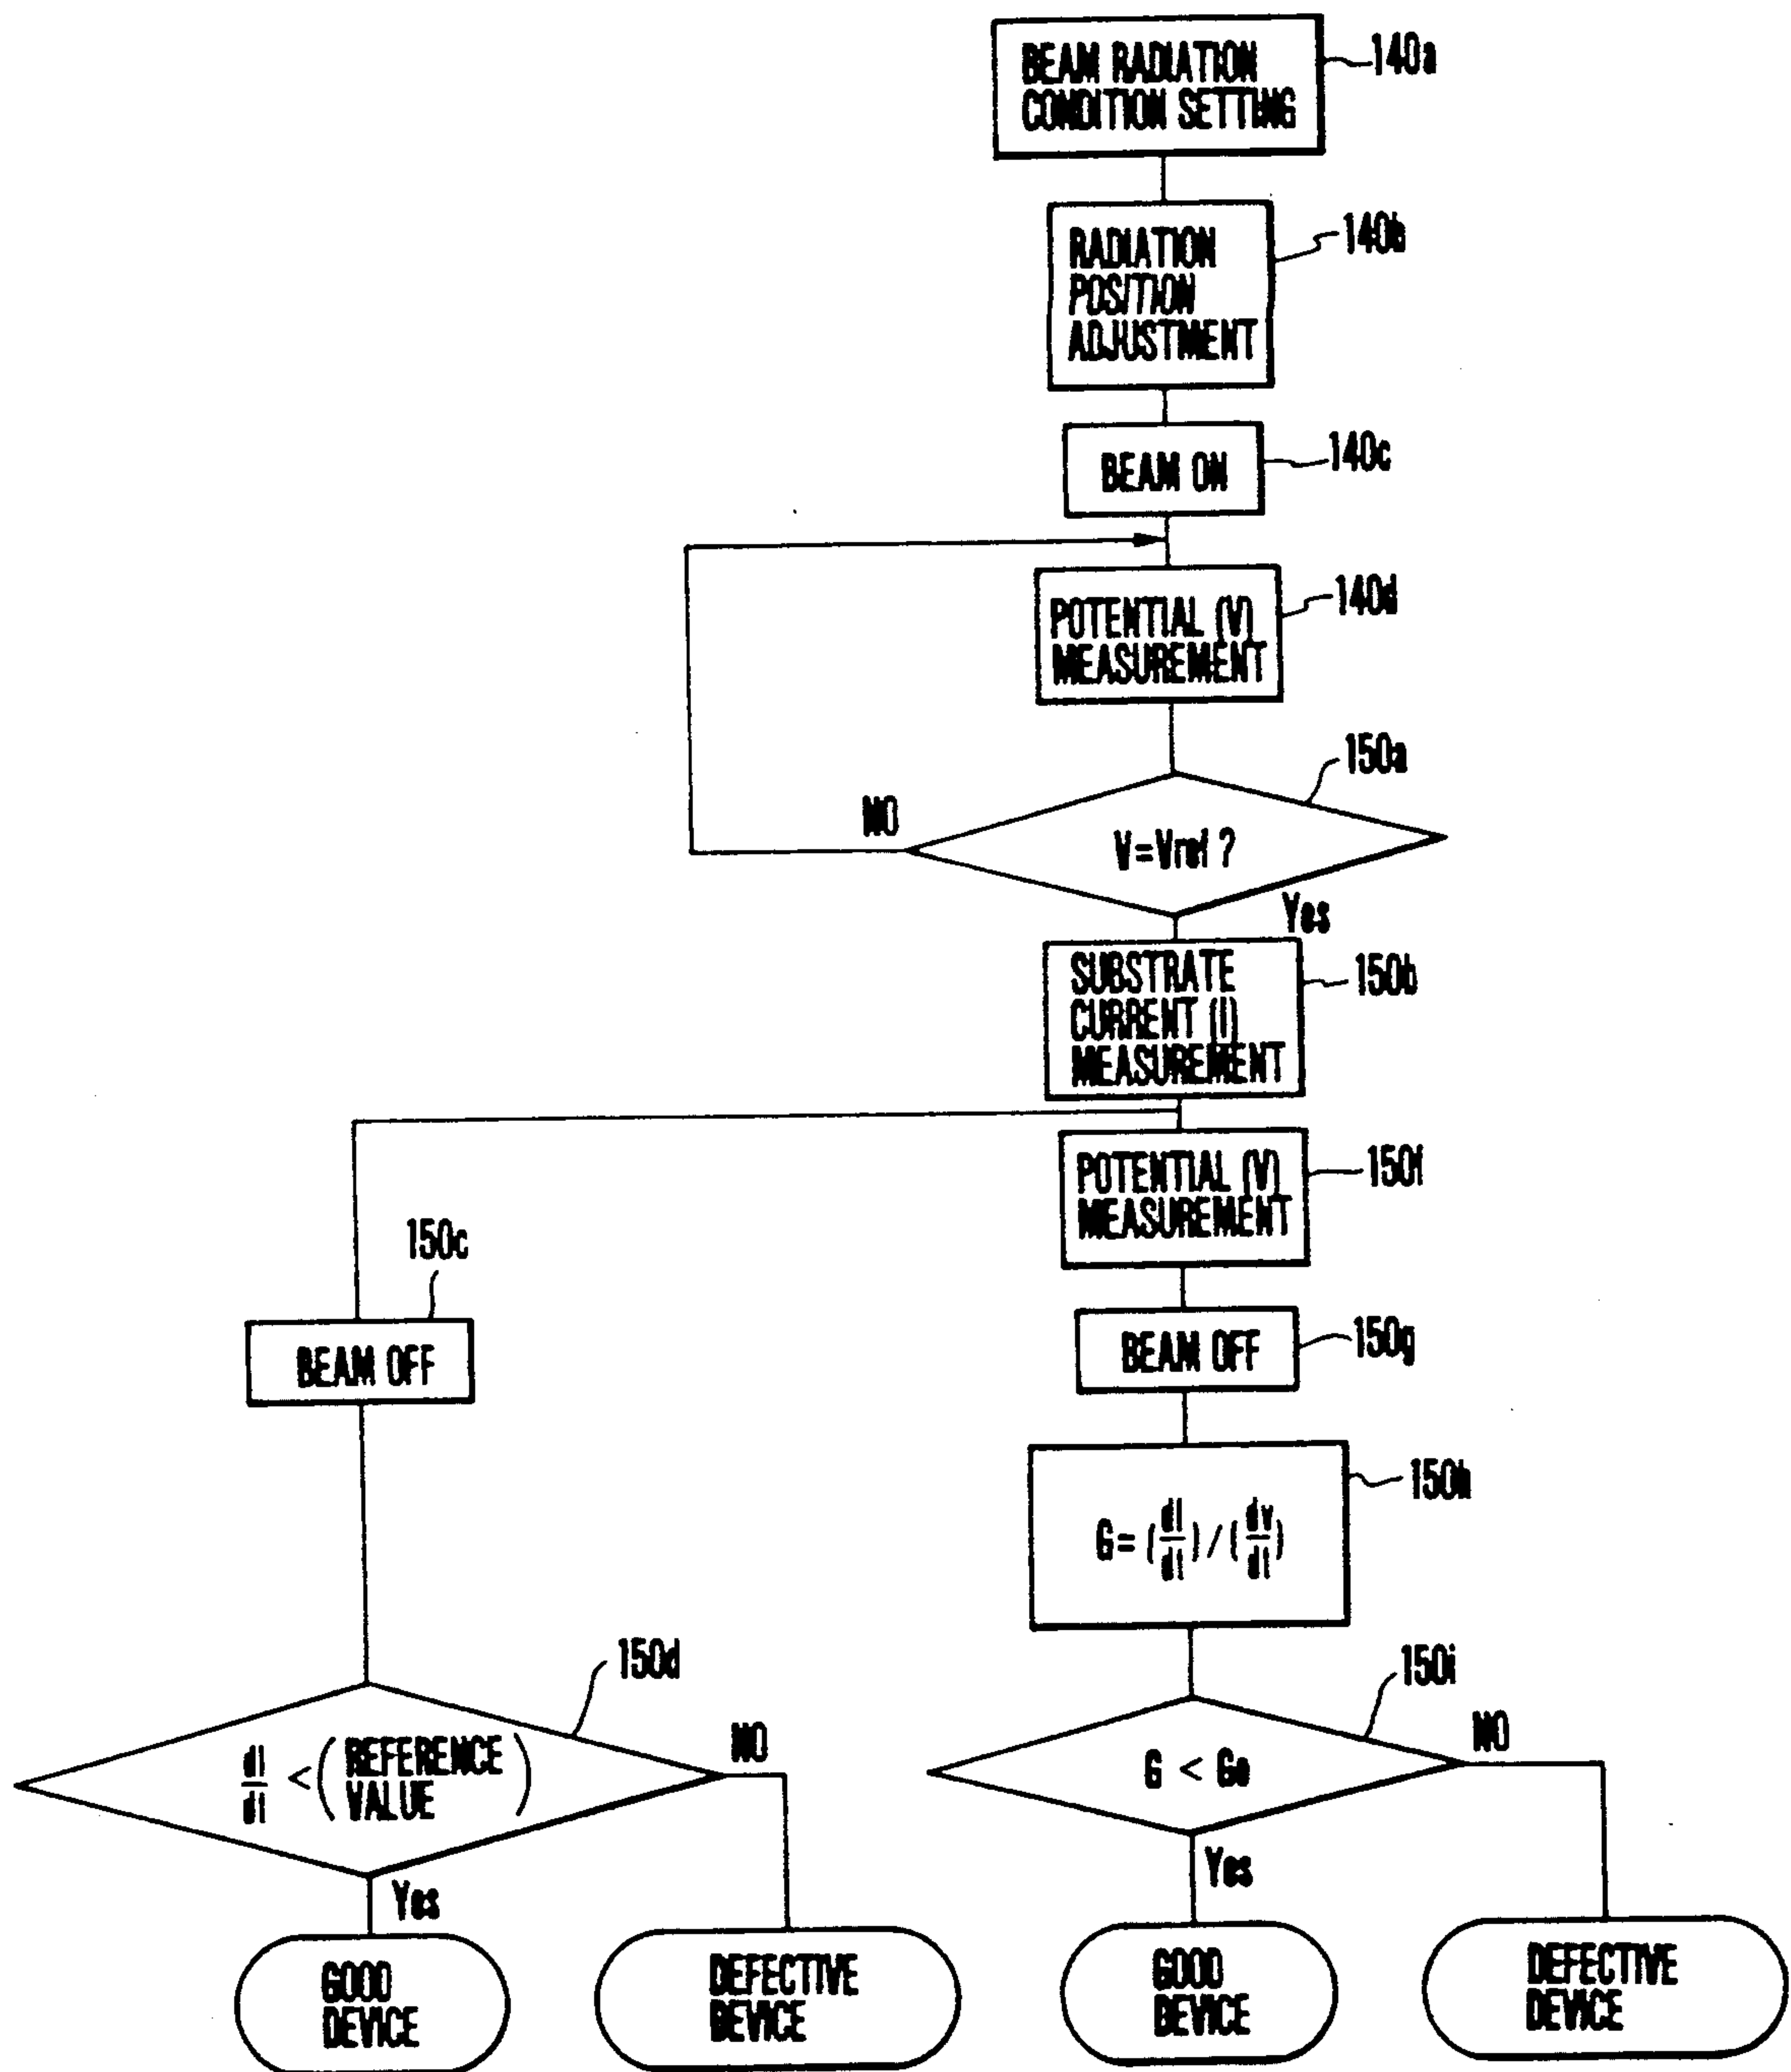 BEAM RADIATION
CONDITION SETTING
140a
RADIATION
POSITION
ADJUSTMENT
140b
BEAM ON
140c
POTENTIAL (V)
MEASUREMENT
140d
150a
NO
V=Vref ?
Yes
SUBSTRATE
CURRENT (I)
MEASUREMENT
150b
POTENTIAL (V)
MEASUREMENT
150f
150c
BEAM OFF
BEAM OFF
150g
G = (dI/dt) / (dv/dt)
150h
150d
dI/dt < (REFERENCE
VALUE)
NO
Yes
150i
G < Go
NO
Yes
GOOD
DEVICE
DEFECTIVE
DEVICE
GOOD
DEVICE
DEFECTIVE
DEVICE